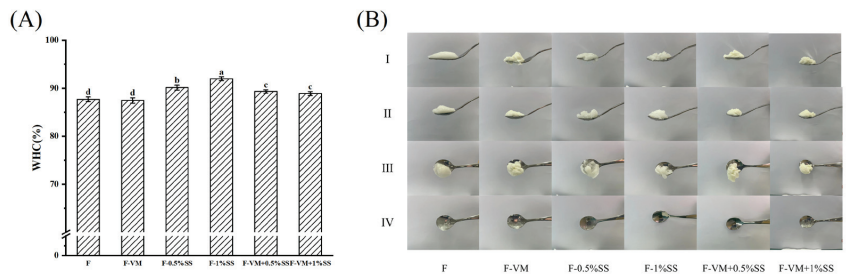 (A)
(B)
100
90
80
70
0
WHC(%)
d
d
b
a
c
c
F
F-VM
F-0.5%SS
F-1%SS
F-VM+0.5%SS
F-VM+1%SS
I
II
III
IV
F
F-VM
F-0.5%SS
F-1%SS
F-VM+0.5%SS
F-VM+1%SS